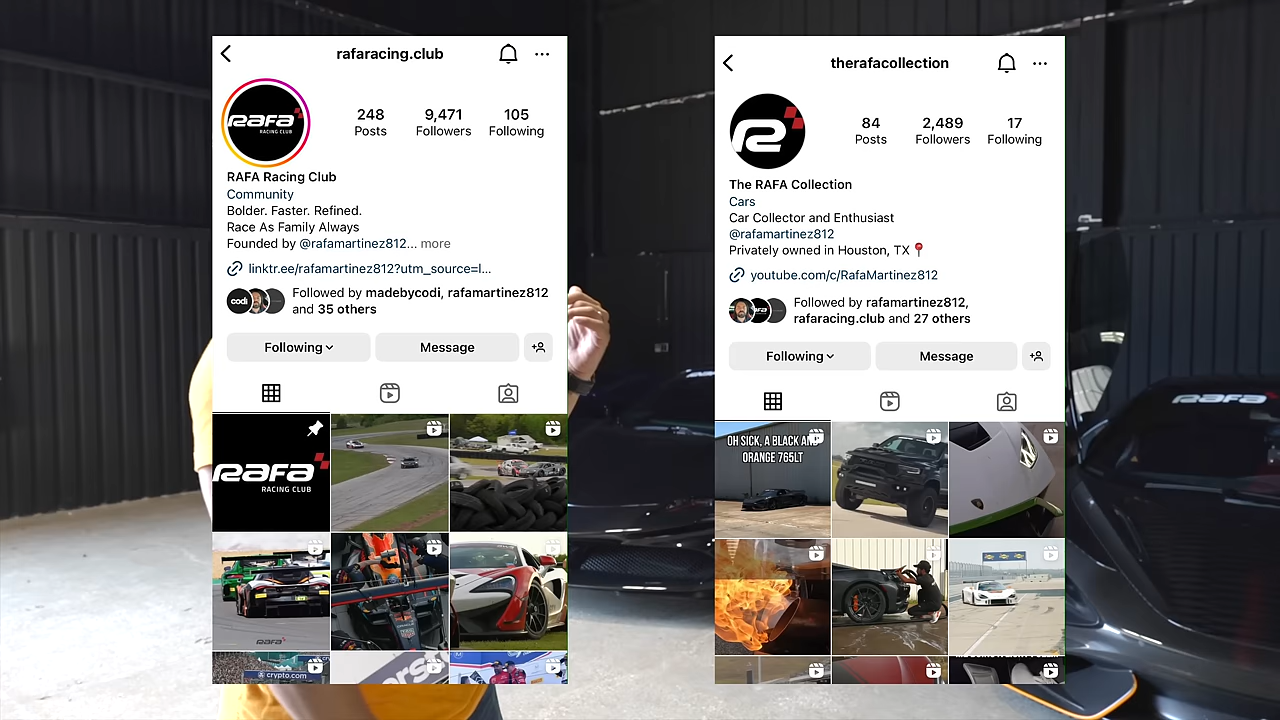 rafaracing.club
RAFA
RACING CLUB
248
Posts
9,471
Followers
105
Following
RAFA Racing Club
Community
Bolder. Faster. Refined.
Race As Family Always
Founded by @rafamartinez812... more
linktr.ee/rafamartinez812?utm_source=l...
codi
Followed by madebycodi, rafamartinez812
and 35 others
Following
Message
RAFA
RACING CLUB
RAFA
crypto.com
therafacollection
84
Posts
2,489
Followers
17
Following
The RAFA Collection
Cars
Car Collector and Enthusiast
@rafamartinez812
Privately owned in Houston, TX
youtube.com/c/RafaMartinez812
Followed by rafamartinez812,
rafaracing.club and 27 others
Following
Message
OH SICK, A BLACK AND
ORANGE 765LT
RAFA